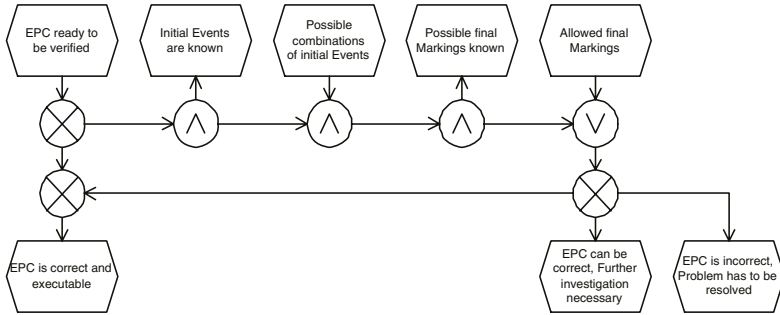 EPC ready to
be verified
Initial Events
are known
Possible
combinations
of initial Events
Possible final
Markings known
Allowed final
Markings
EPC is correct and
executable
EPC can be
correct, Further
investigation
necessary
EPC is incorrect,
Problem has to be
resolved